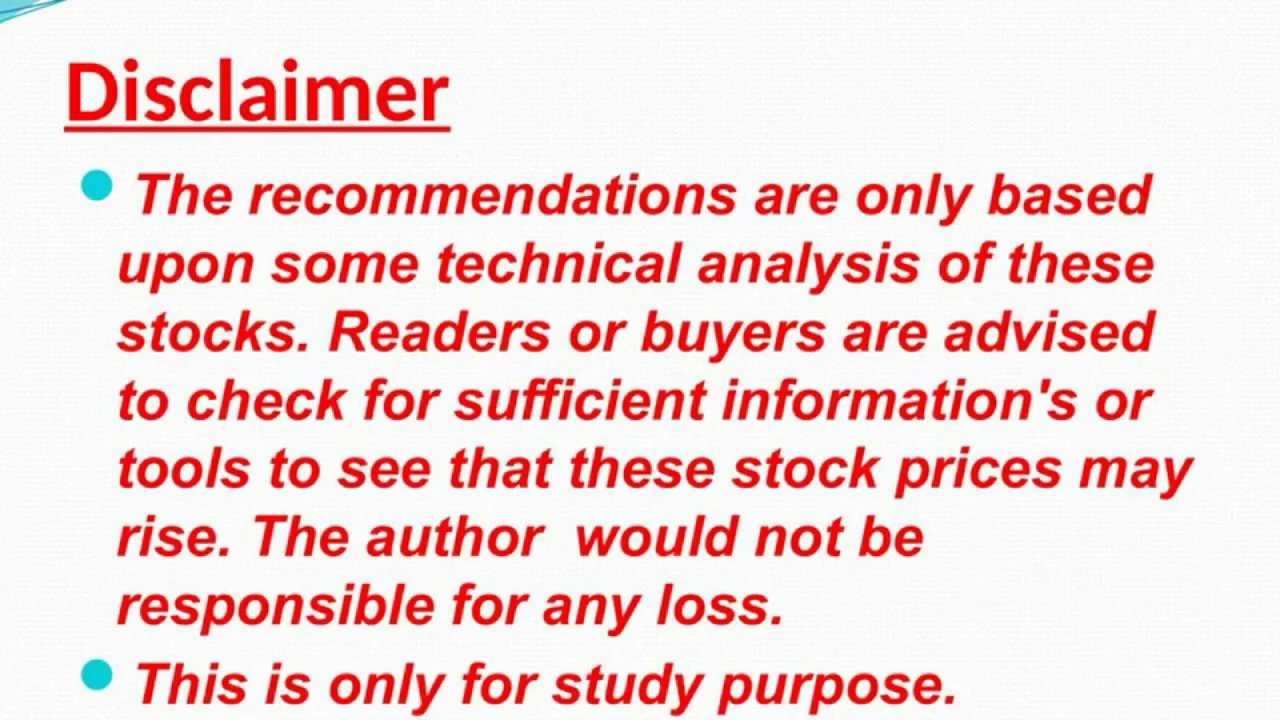 Disclaimer
The recommendations are only based
upon some technical analysis of these
stocks. Readers or buyers are advised
to check for sufficient information's or
tools to see that these stock prices may
rise. The author  would not be
responsible for any loss.
This is only for study purpose.